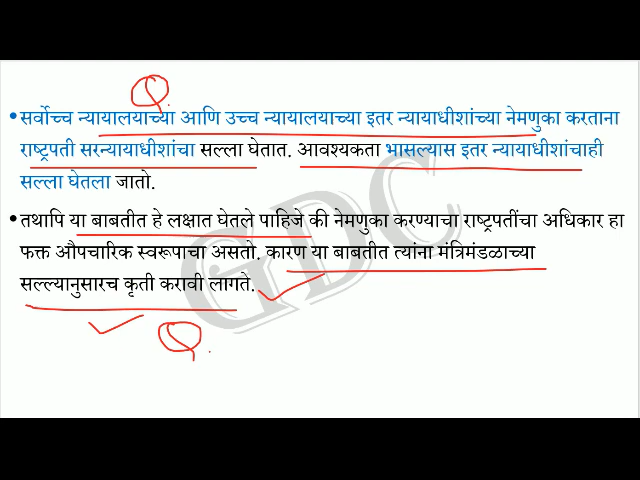 Q.
• सर्वोच्च न्यायालयाच्या आणि उच्च न्यायालयाच्या इतर न्यायाधीशांच्या नेमणुका करताना
राष्ट्रपती सरन्यायाधीशांचा सल्ला घेतात. आवश्यकता भासल्यास इतर न्यायाधीशांचाही
सल्ला घेतला जातो.
• तथापि या बाबतीत हे लक्षात घेतले पाहिजे की नेमणुका करण्याचा राष्ट्रपतींचा अधिकार हा
फक्त औपचारिक स्वरूपाचा असतो. कारण या बाबतीत त्यांना मंत्रिमंडळाच्या
सल्ल्यानुसारच कृती करावी लागते.
Q.
GDC